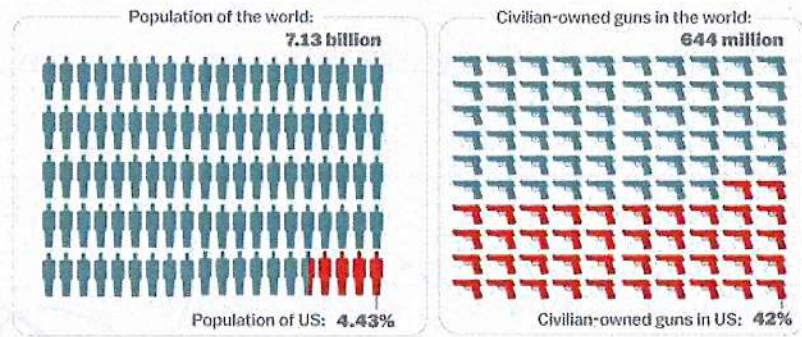 Population of the world:
7.13 billion
Population of US: 4.43%
Civilian-owned guns in the world:
644 million
Civilian-owned guns in US: 42%